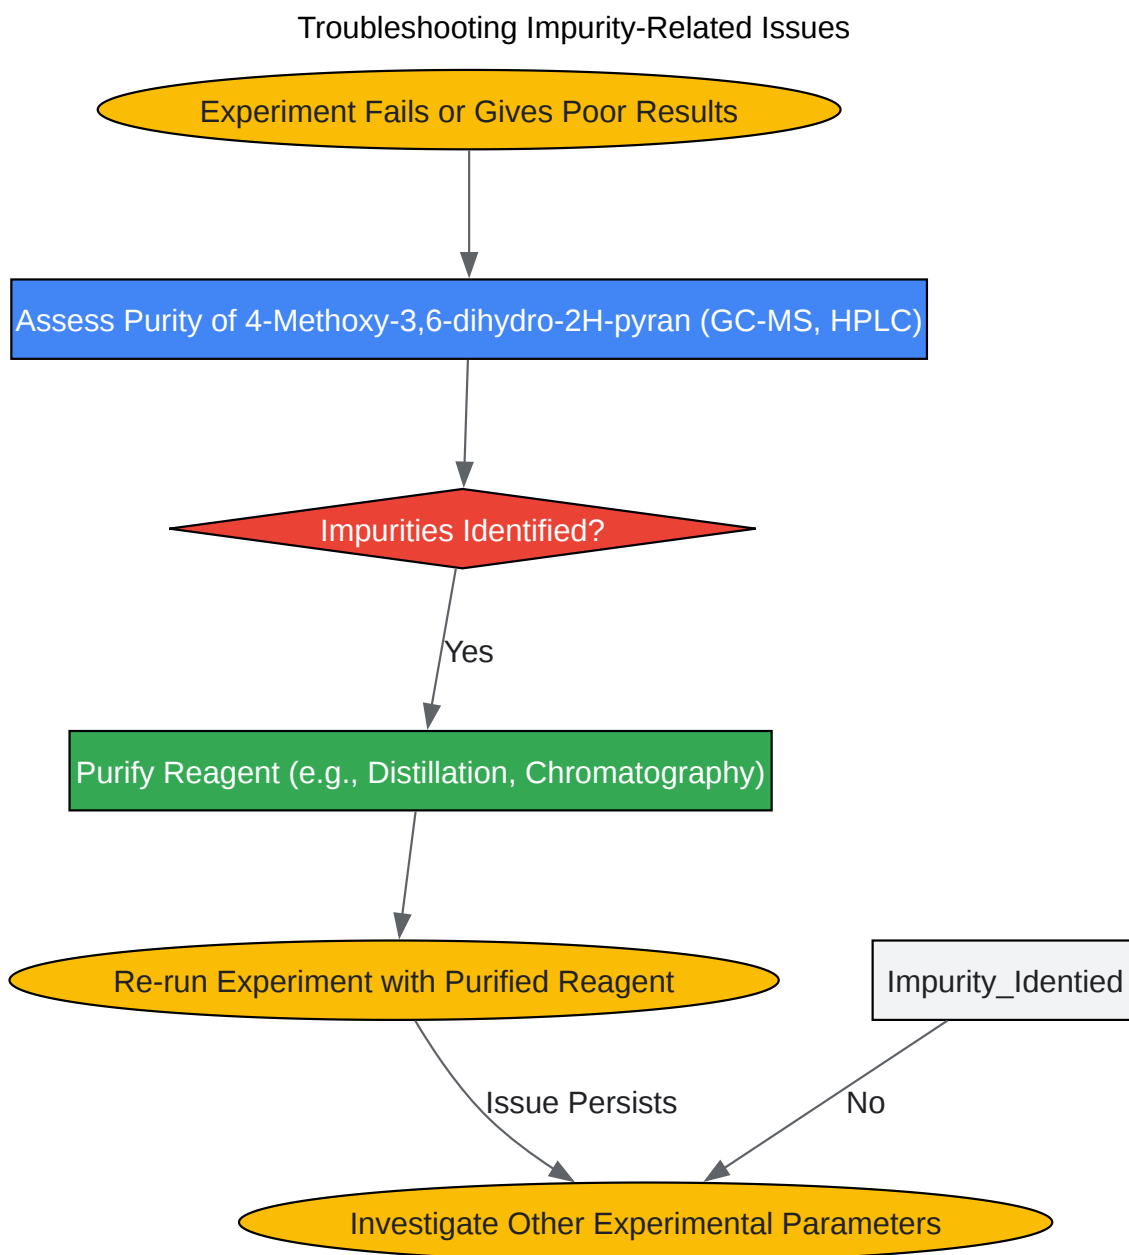 Troubleshooting Impurity-Related Issues
Experiment Fails or Gives Poor Results
Assess Purity of 4-Methoxy-3,6-dihydro-2H-pyran (GC-MS, HPLC)
Impurities Identified?
Yes
Purify Reagent (e.g., Distillation, Chromatography)
Re-run Experiment with Purified Reagent
Impurity_Identied
Issue Persists
No
Investigate Other Experimental Parameters